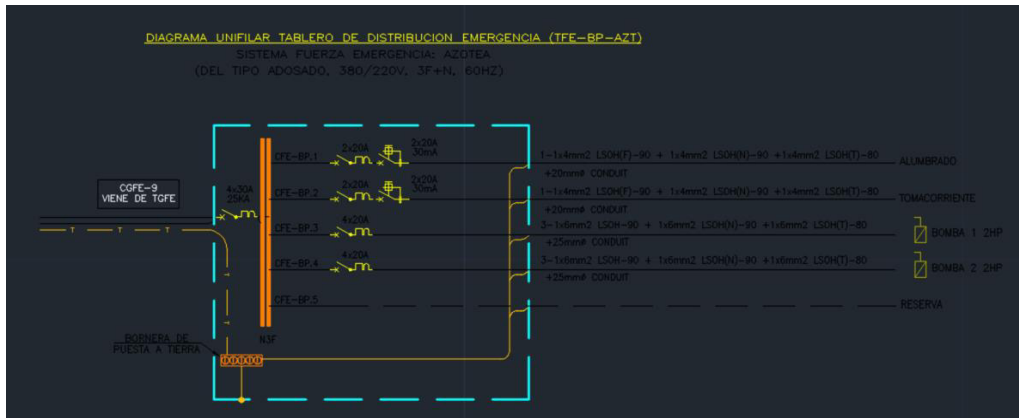 DIAGRAMA UNIFILAR TABLERO DE DISTRIBUCION EMERGENCIA (TFE-BP-AZT)
SISTEMA FUERZA EMERGENCIA: AZOTEA
(DEL TIPO ADOSADO, 380/220V, 3F+N, 60HZ)
CGFE-9
VIENE DE TGFE
4x30A
25KA
CFE-BP.1
2x20A
2x20A
30mA
1-1x4mm2 LSOH(F)-90 + 1x4mm2 LSOH(N)-90 +1x4mm2 LSOH(T)-80
+20mmø CONDUIT
ALUMBRADO
CFE-BP.2
2x20A
2x20A
30mA
1-1x4mm2 LSOH(F)-90 + 1x4mm2 LSOH(N)-90 +1x4mm2 LSOH(T)-80
+20mmø CONDUIT
TOMACORRIENTE
CFE-BP.3
4x20A
3-1x6mm2 LSOH-90 + 1x6mm2 LSOH(N)-90 +1x6mm2 LSOH(T)-80
+25mmø CONDUIT
BOMBA 1 2HP
CFE-BP.4
4x20A
3-1x6mm2 LSOH-90 + 1x6mm2 LSOH(N)-90 +1x6mm2 LSOH(T)-80
+25mmø CONDUIT
BOMBA 2 2HP
CFE-BP.5
RESERVA
T T T
T
T
N3F
BORNERA DE
PUESTA A TIERRA